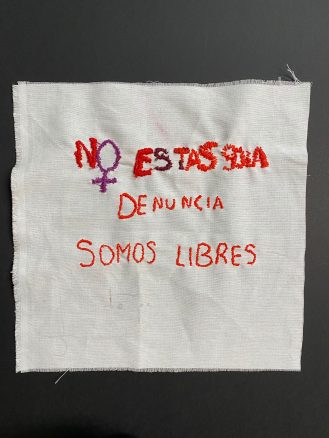 NO ESTAS SOLA
DENUNCIA
SOMOS LIBRES